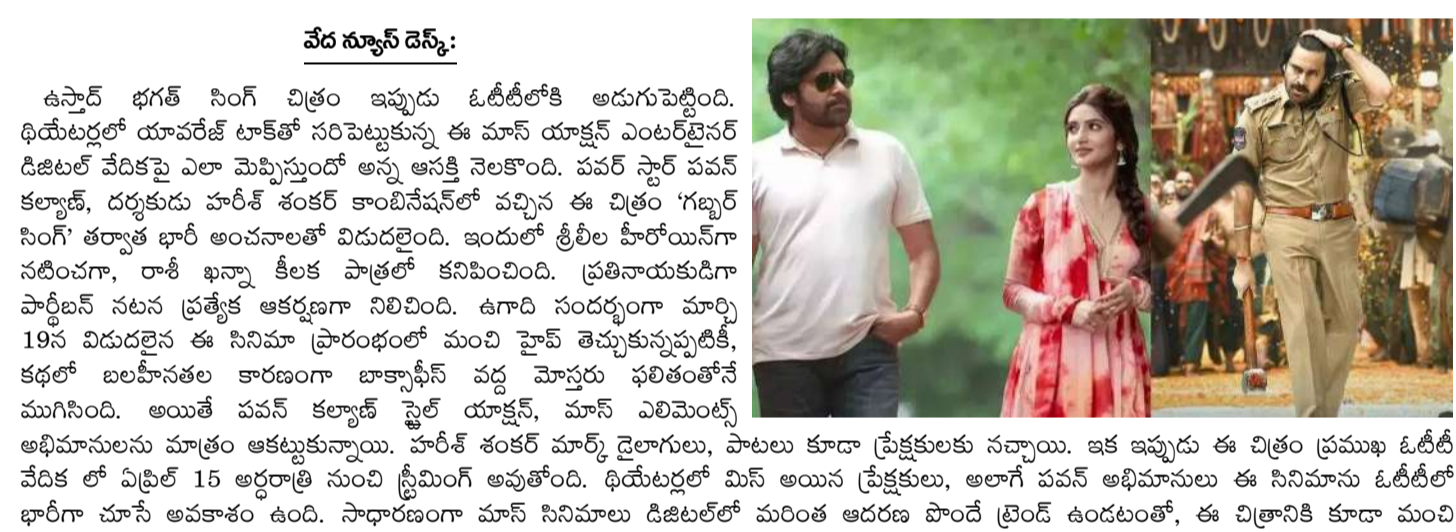 వేద న్యూస్ డెస్క్:
ఉస్తాద్ భగత్ సింగ్ చిత్రం ఇప్పుడు ఓటీటీలోకి అడుగుపెట్టింది.
థియేటర్లలో యావరేజ్ టాక్‌తో సరిపెట్టుకున్న ఈ మాస్ యాక్షన్ ఎంటర్‌టైనర్
డిజిటల్ వేదికపై ఎలా మెప్పిస్తుందో అన్న ఆసక్తి నెలకొంది. పవర్ స్టార్ పవన్
కల్యాణ్, దర్శకుడు హరీశ్ శంకర్ కాంబినేషన్‌లో వచ్చిన ఈ చిత్రం ‘గబ్బర్
సింగ్’ తర్వాత భారీ అంచనాలతో విడుదలైంది. ఇందులో శ్రీలీల హీరోయిన్‌గా
నటించగా, రాశీ ఖన్నా కీలక పాత్రలో కనిపించింది. ప్రతినాయకుడిగా
పార్థీబన్ నటన ప్రత్యేక ఆకర్షణగా నిలిచింది. ఉగాది సందర్భంగా మార్చి
19న విడుదలైన ఈ సినిమా ప్రారంభంలో మంచి హైప్ తెచ్చుకున్నప్పటికీ,
కథలో బలహీనతల కారణంగా బాక్సాఫీస్ వద్ద మోస్తరు ఫలితంతోనే
ముగిసింది. అయితే పవన్ కల్యాణ్ స్టైల్ యాక్షన్, మాస్ ఎలిమెంట్స్
అభిమానులను మాత్రం ఆకట్టుకున్నాయి. హరీశ్ శంకర్ మార్క్ డైలాగులు, పాటలు కూడా ప్రేక్షకులకు నచ్చాయి. ఇక ఇప్పుడు ఈ చిత్రం ప్రముఖ ఓటీటీ
వేదిక లో ఏప్రిల్ 15 అర్ధరాత్రి నుంచి స్ట్రీమింగ్ అవుతోంది. థియేటర్లలో మిస్ అయిన ప్రేక్షకులు, అలాగే పవన్ అభిమానులు ఈ సినిమాను ఓటీటీలో
భారీగా చూసే అవకాశం ఉంది. సాధారణంగా మాస్ సినిమాలు డిజిటల్‌లో మరింత ఆదరణ పొందే ట్రెండ్ ఉండటంతో, ఈ చిత్రానికి కూడా మంచి